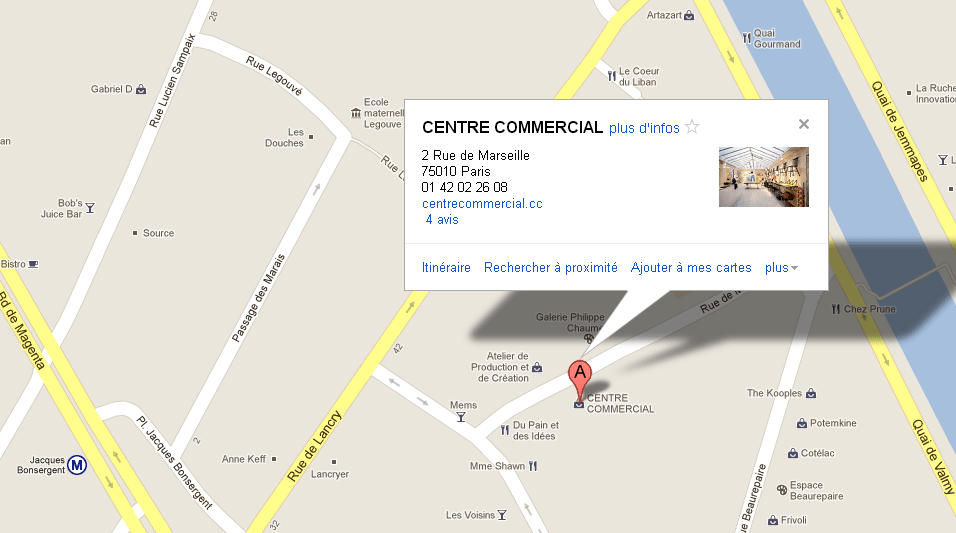 Artazart
28
Quai
Gourmand
Rue Legouvé
Rue Lucien Sampaix
Gabriel D
Le Coeur
du Liban
La Ruche
Innovation
Quai de Jemmapes
Ecole
maternelle
Legouve
Les
Douches
CENTRE COMMERCIAL plus d'infos
2 Rue de Marseille
75010 Paris
01 42 02 26 08
centrecommercial.cc
4 avis
Itinéraire Rechercher à proximité Ajouter à mes cartes plus
Bob's
Juice Bar
Source
Bistro
Passage des Marais
Bd de Magenta
Rue de
Galerie Philippe
Chaume
Chez Prune
42
Atelier de
Production et
de Création
A
CENTRE
COMMERCIAL
The Kooples
Mems
Du Pain et
des Idées
Potemkine
Rue de Lancry
Pl. Jacques Bonsergent
2
Quai de Valmy
Cotélac
Jacques
Bonsergent
M
Anne Keff
Lancryer
Mme Shawn
Espace
Beaurepaire
ue Beaurepaire
Les Voisins
Frivoli
32